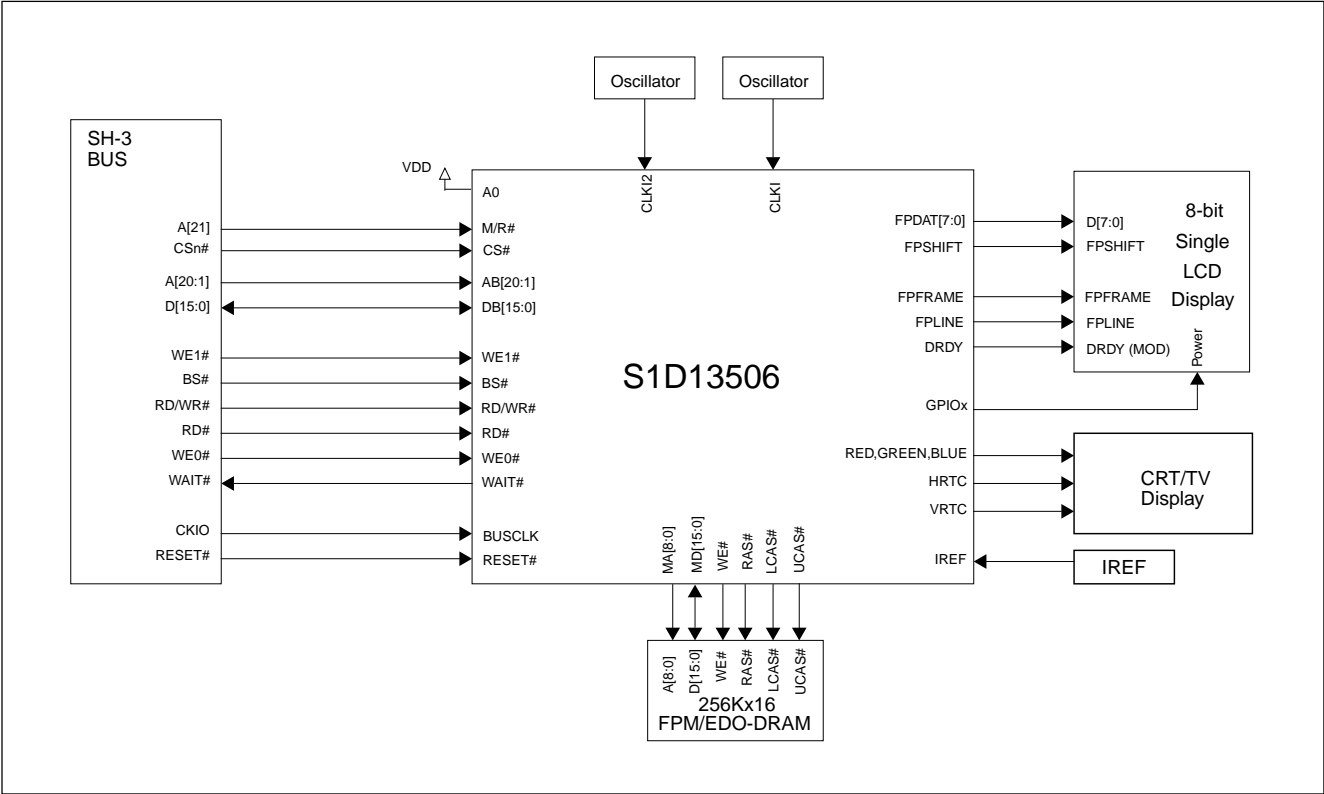 Oscillator
Oscillator
SH-3
BUS
A[21]
CSn#
A[20:1]
D[15:0]
WE1#
BS#
RD/WR#
RD#
WE0#
WAIT#
CKIO
RESET#
VDD
A0
M/R#
CS#
AB[20:1]
DB[15:0]
WE1#
BS#
RD/WR#
RD#
WE0#
WAIT#
BUSCLK
RESET#
CLKI2
CLKI
S1D13506
FPDAT[7:0]
FPSHIFT
FPFRAME
FPLINE
DRDY
GPIOx
RED,GREEN,BLUE
HRTC
VRTC
IREF
D[7:0]
FPSHIFT
FPFRAME
FPLINE
DRDY (MOD)
8-bit
Single
LCD
Display
Power
CRT/TV
Display
IREF
MA[8:0]
MD[15:0]
WE#
RAS#
LCAS#
UCAS#
A[8:0]
D[15:0]
WE#
RAS#
LCAS#
UCAS#
256Kx16
FPM/EDO-DRAM